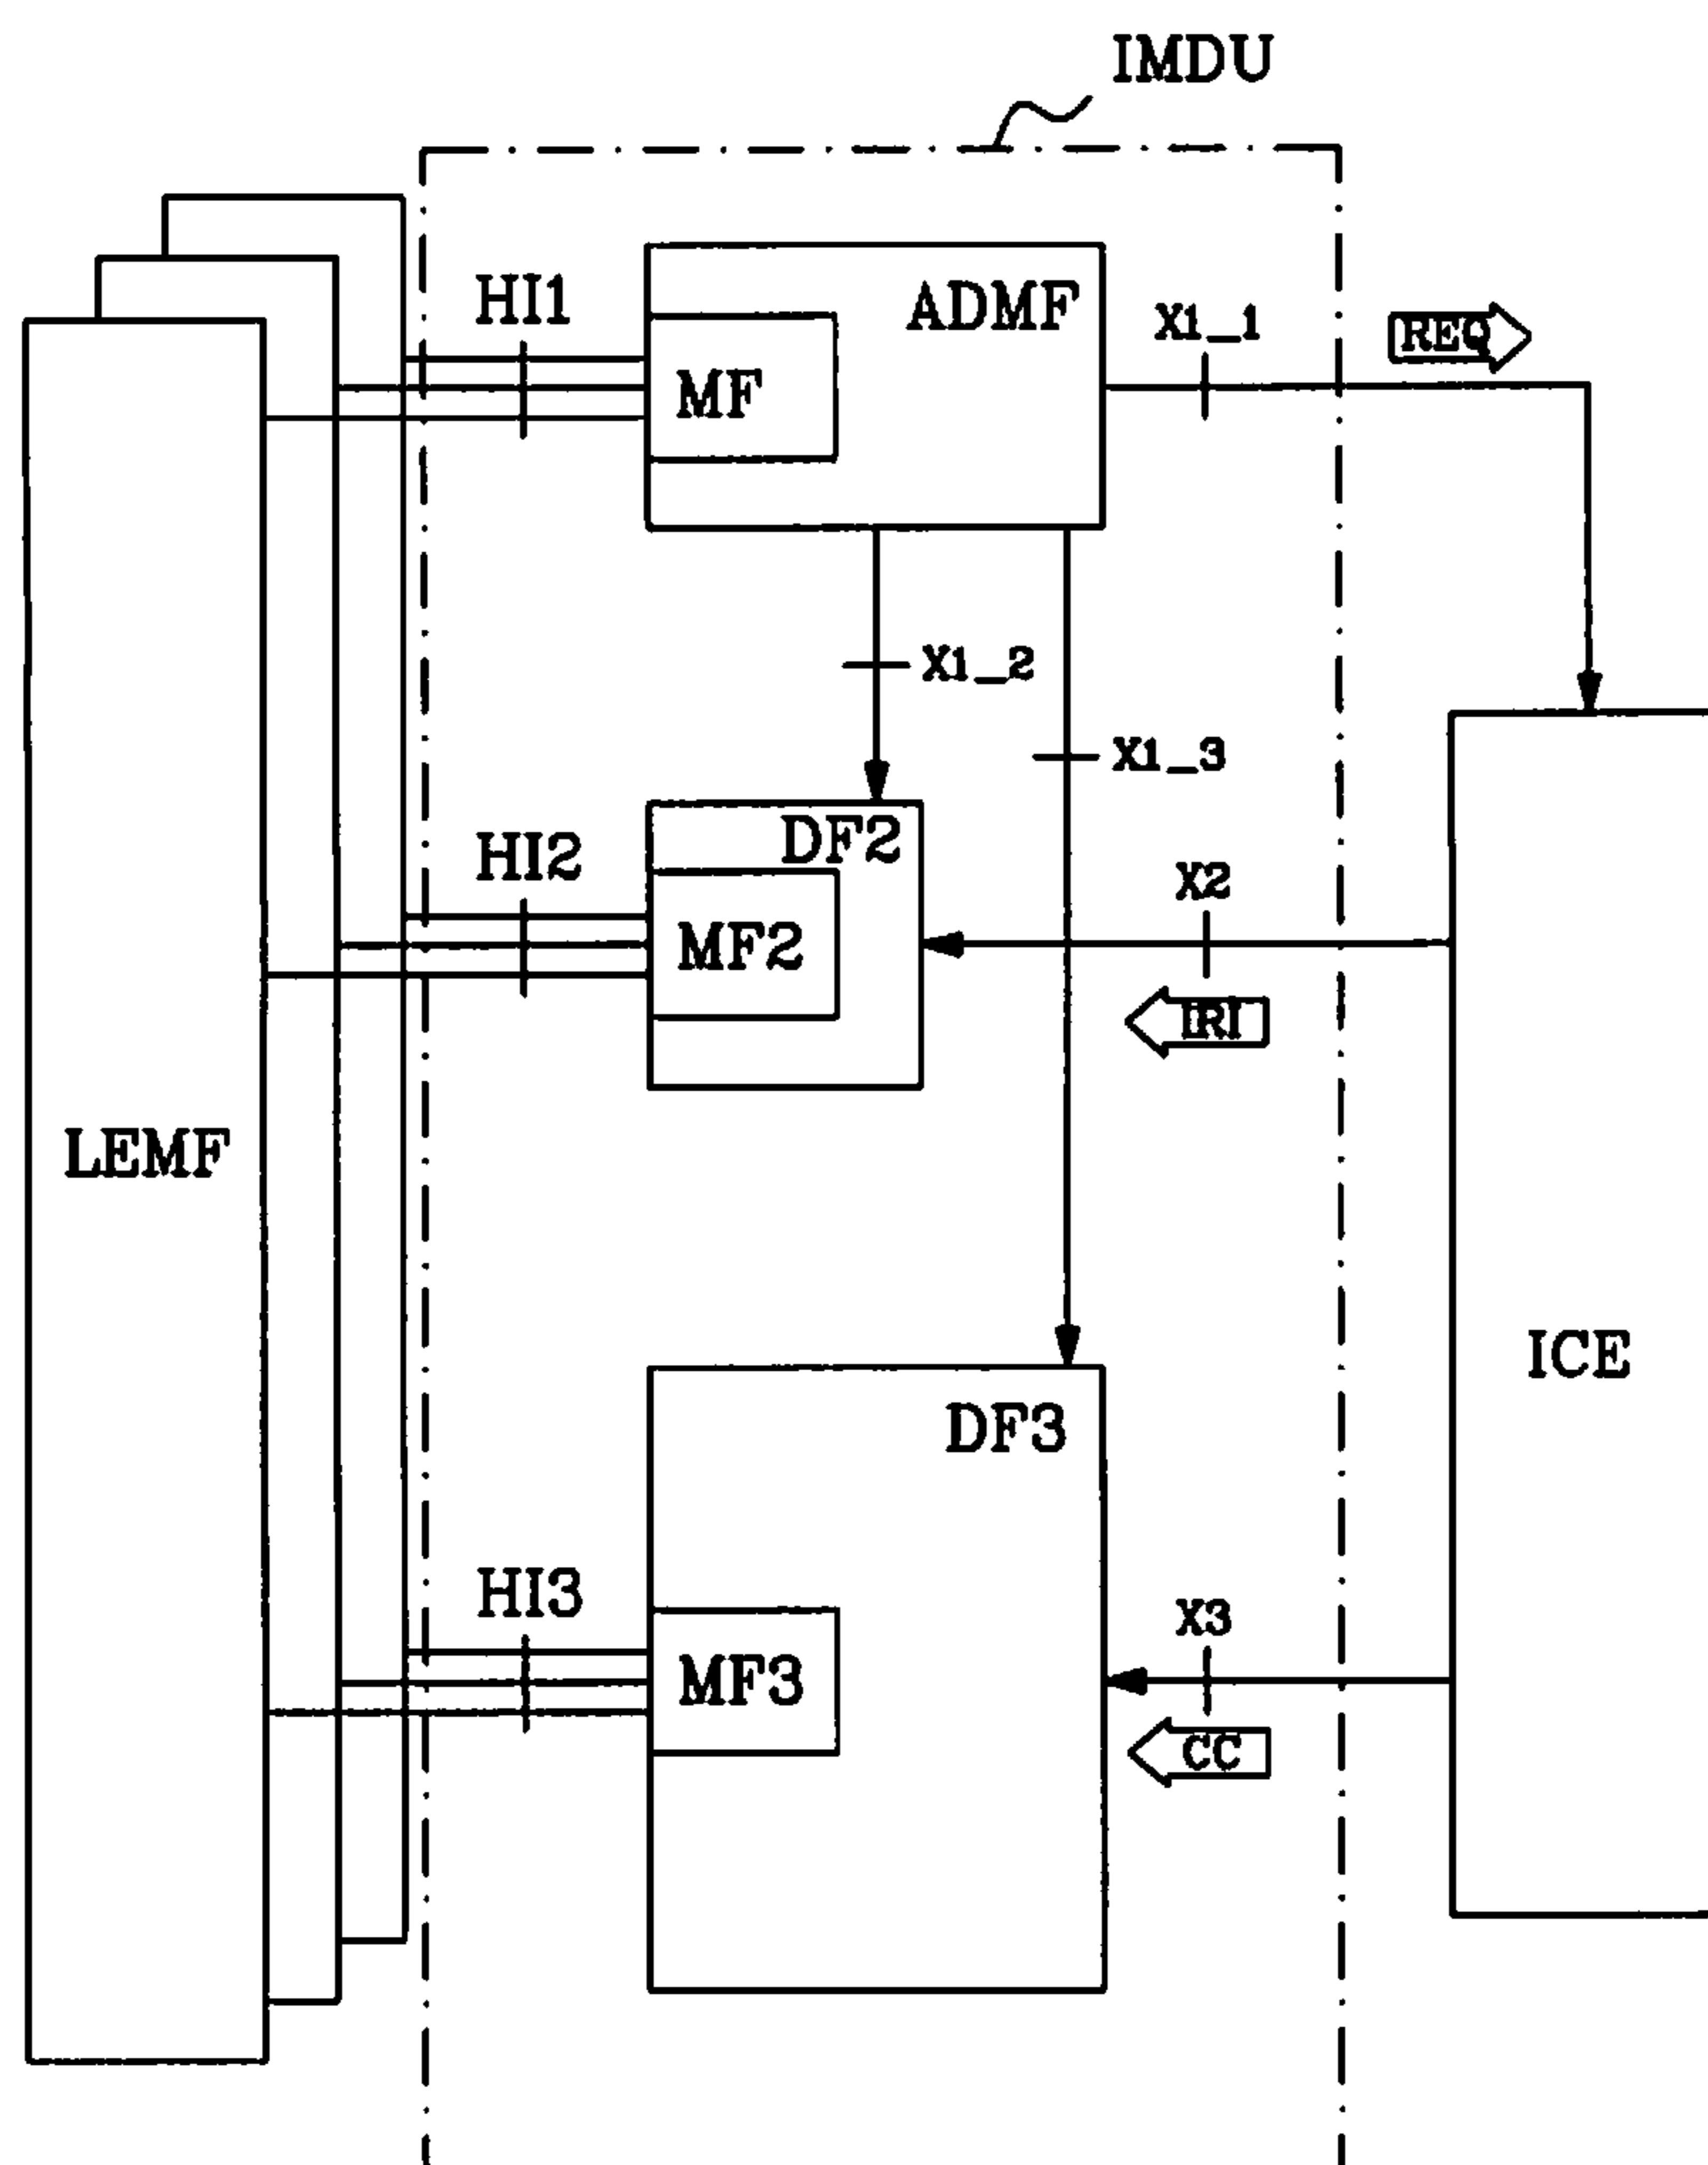 IMDU
HI1
ADMF
MF
X1_1
REQ
X1_2
X1_3
HI2
DF2
MF2
X2
IRI
LEMF
ICE
DF3
HI3
MF3
X3
CC